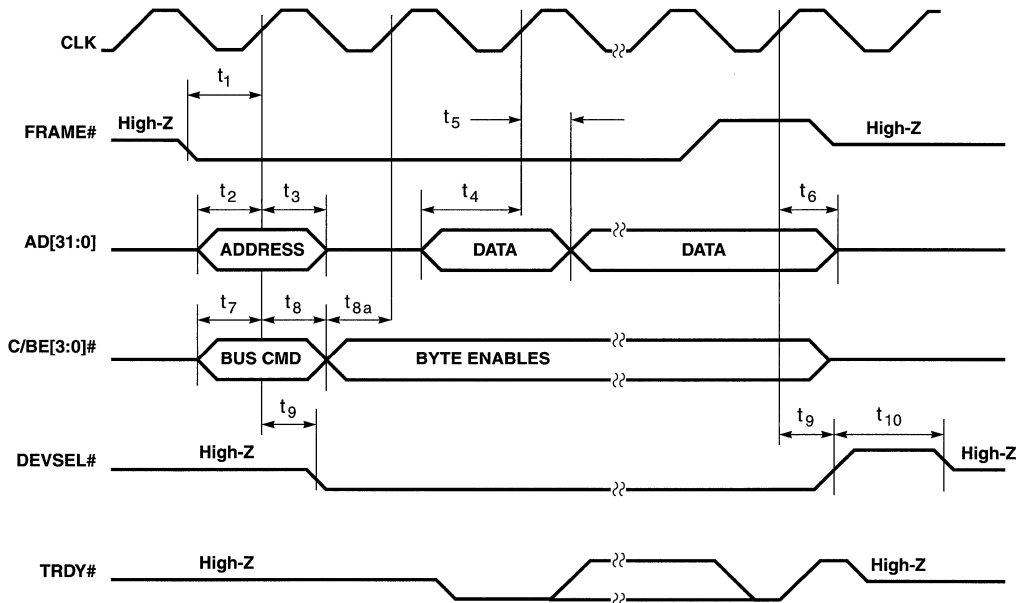 CLK
t1
FRAME#
High-Z
t5
High-Z
t2
t3
t4
t6
AD[31:0]
ADDRESS
DATA
DATA
t7
t8
t8a
C/BE[3:0]#
BUS CMD
BYTE ENABLES
t9
t9
t10
DEVSEL#
High-Z
High-Z
TRDY#
High-Z
High-Z